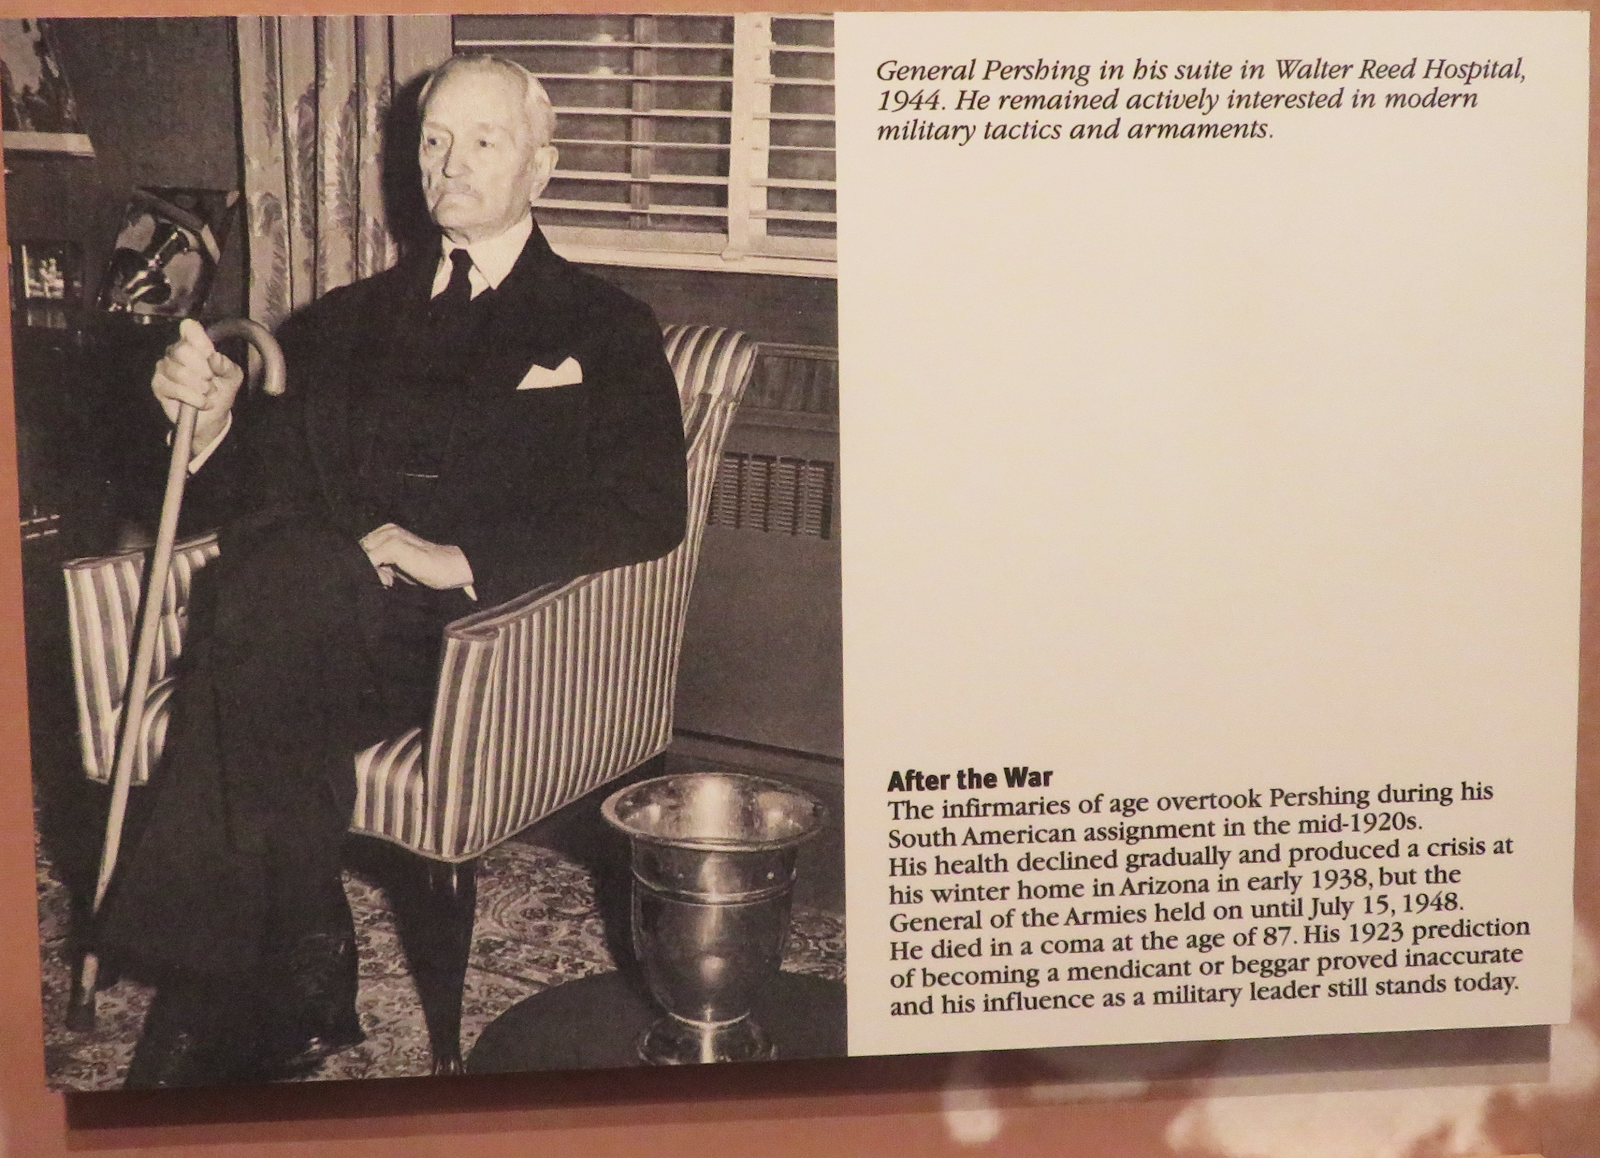 General Pershing in his suite in Walter Reed Hospital,
1944. He remained actively interested in modern
military tactics and armaments.
After the War
The infirmaries of age overtook Pershing during his
South American assignment in the mid-1920s.
His health declined gradually and produced a crisis at
his winter home in Arizona in early 1938, but the
General of the Armies held on until July 15, 1948.
He died in a coma at the age of 87. His 1923 prediction
of becoming a mendicant or beggar proved inaccurate
and his influence as a military leader still stands today.